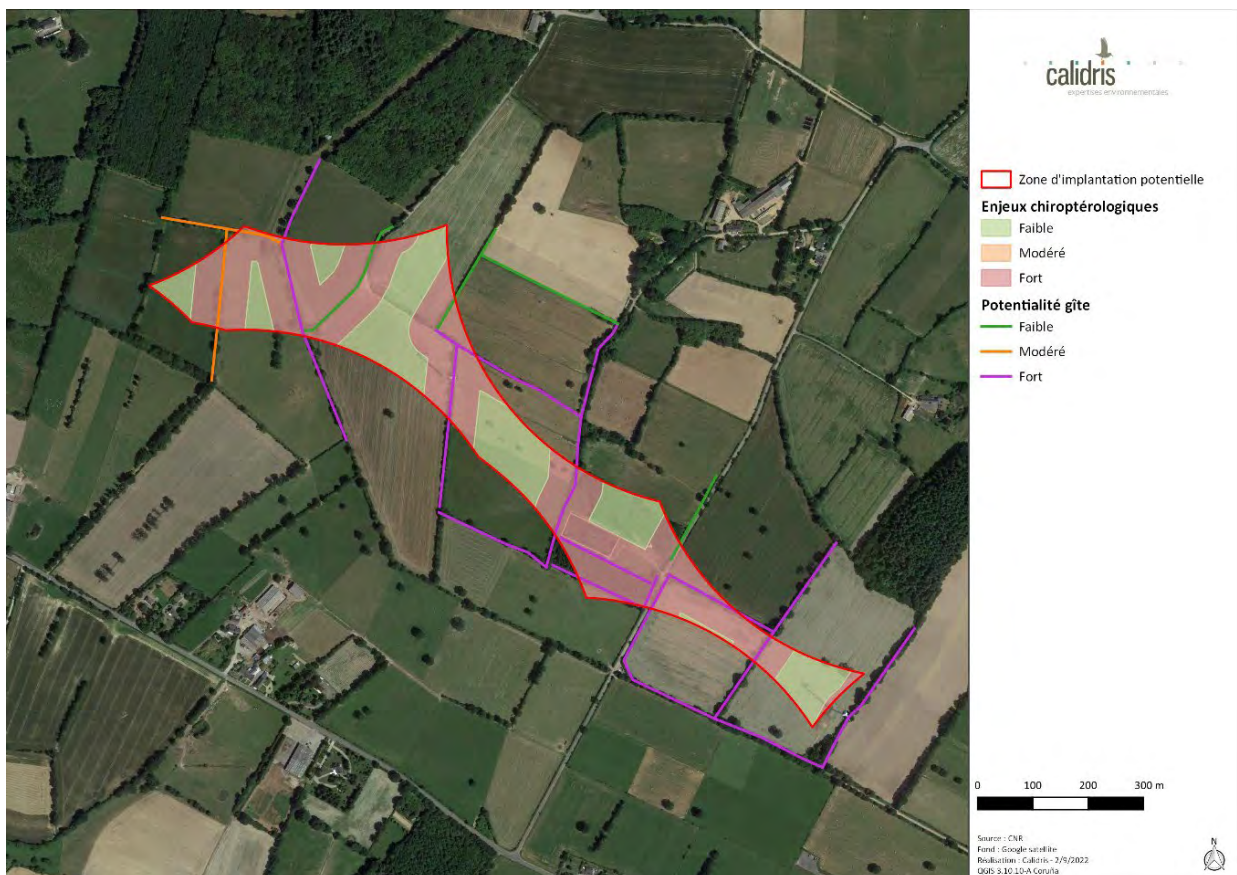 calidris
expertises environnementales
Zone d'implantation potentielle
Enjeux chiroptérologiques
Faible
Modéré
Fort
Potentialité gîte
Faible
Modéré
Fort
0 100 200 300 m
Source : CNR
Fond : Google satellite
Réalisation : Calidris - 2/9/2022
QGIS 3.10.10-A Coruña
N